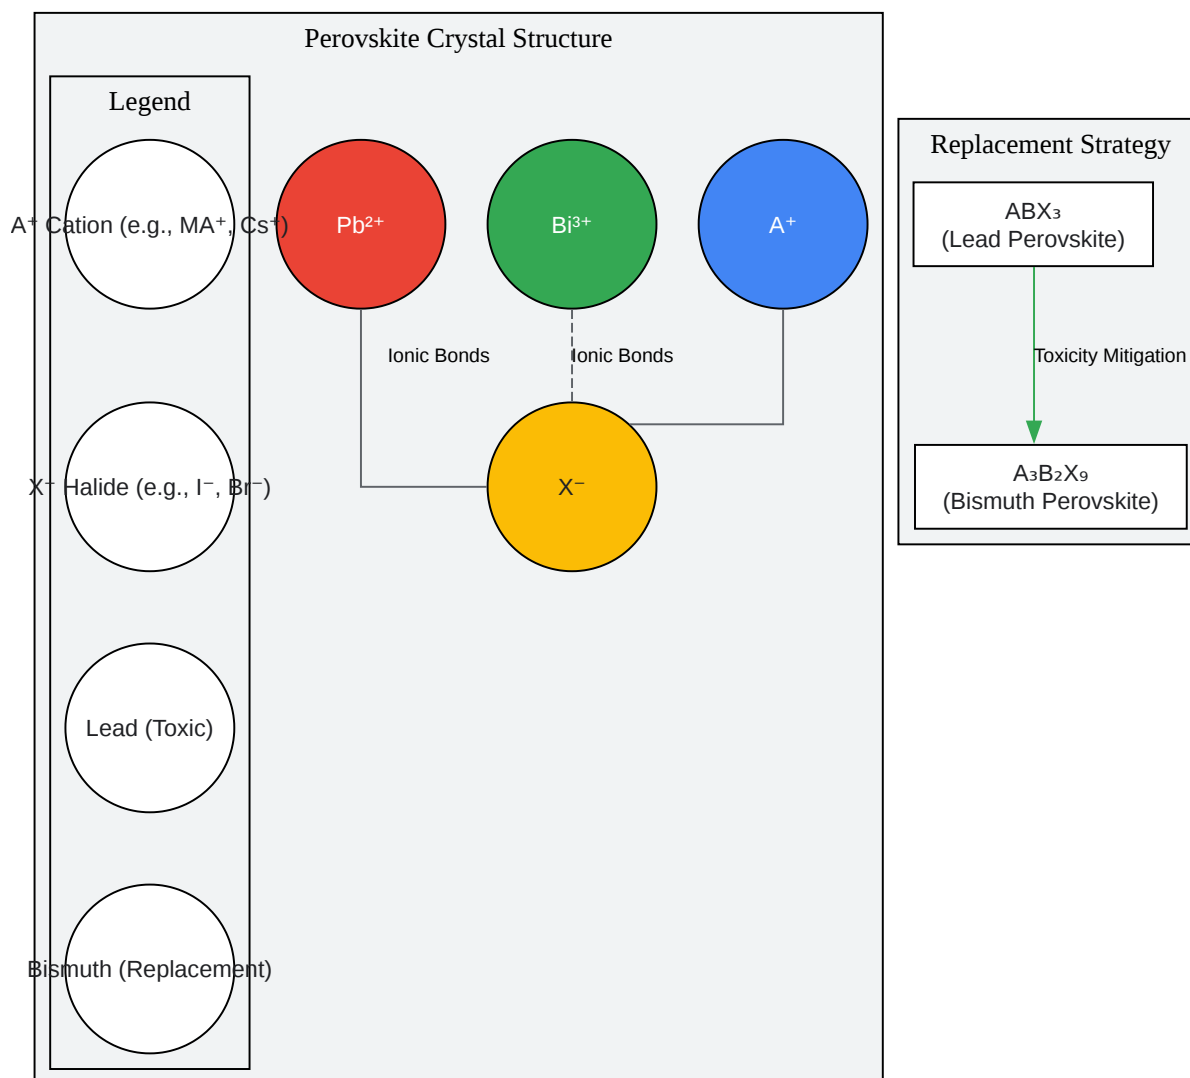 Perovskite Crystal Structure
Legend
A⁺ Cation (e.g., MA⁺, Cs⁺)
Pb²⁺
Bi³⁺
A⁺
Ionic Bonds
Ionic Bonds
X⁻ Halide (e.g., I⁻, Br⁻)
X⁻
Lead (Toxic)
Bismuth (Replacement)
Replacement Strategy
ABX₃
(Lead Perovskite)
Toxicity Mitigation
A₃B₂X₉
(Bismuth Perovskite)